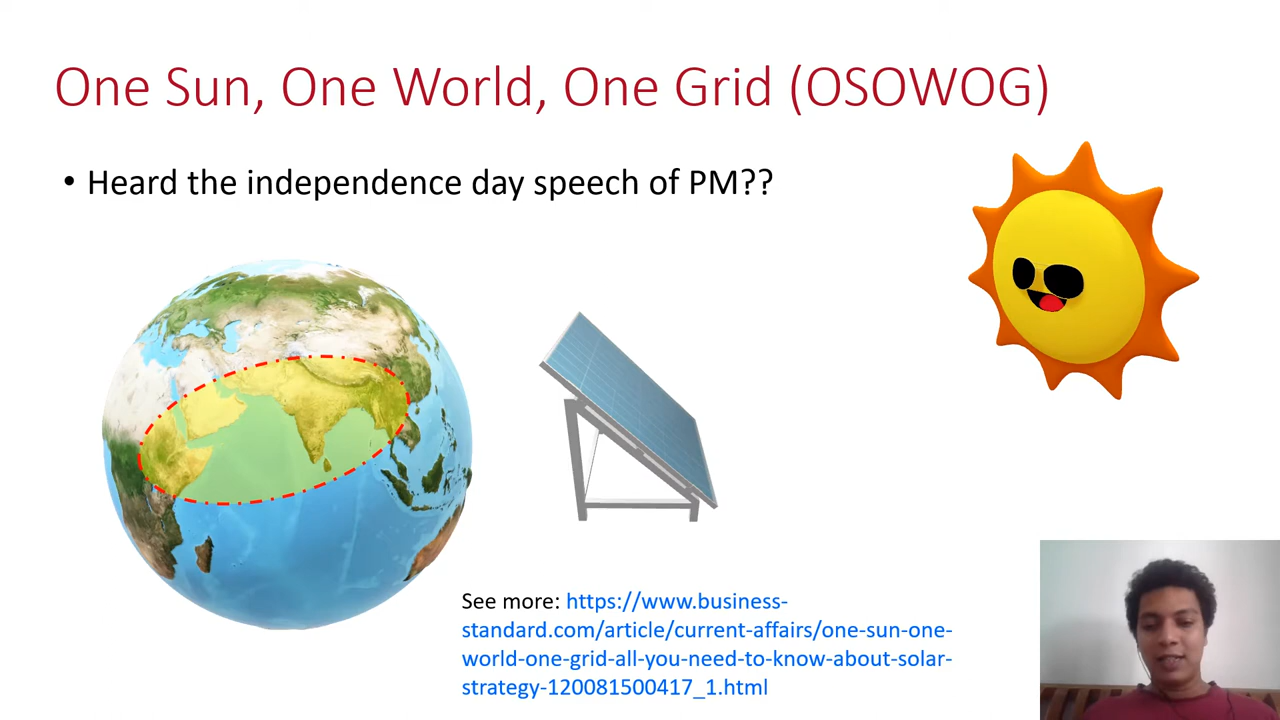 One Sun, One World, One Grid (OSOWOG)
• Heard the independence day speech of PM??
See more: https://www.business-
standard.com/article/current-affairs/one-sun-one-
world-one-grid-all-you-need-to-know-about-solar-
strategy-120081500417_1.html